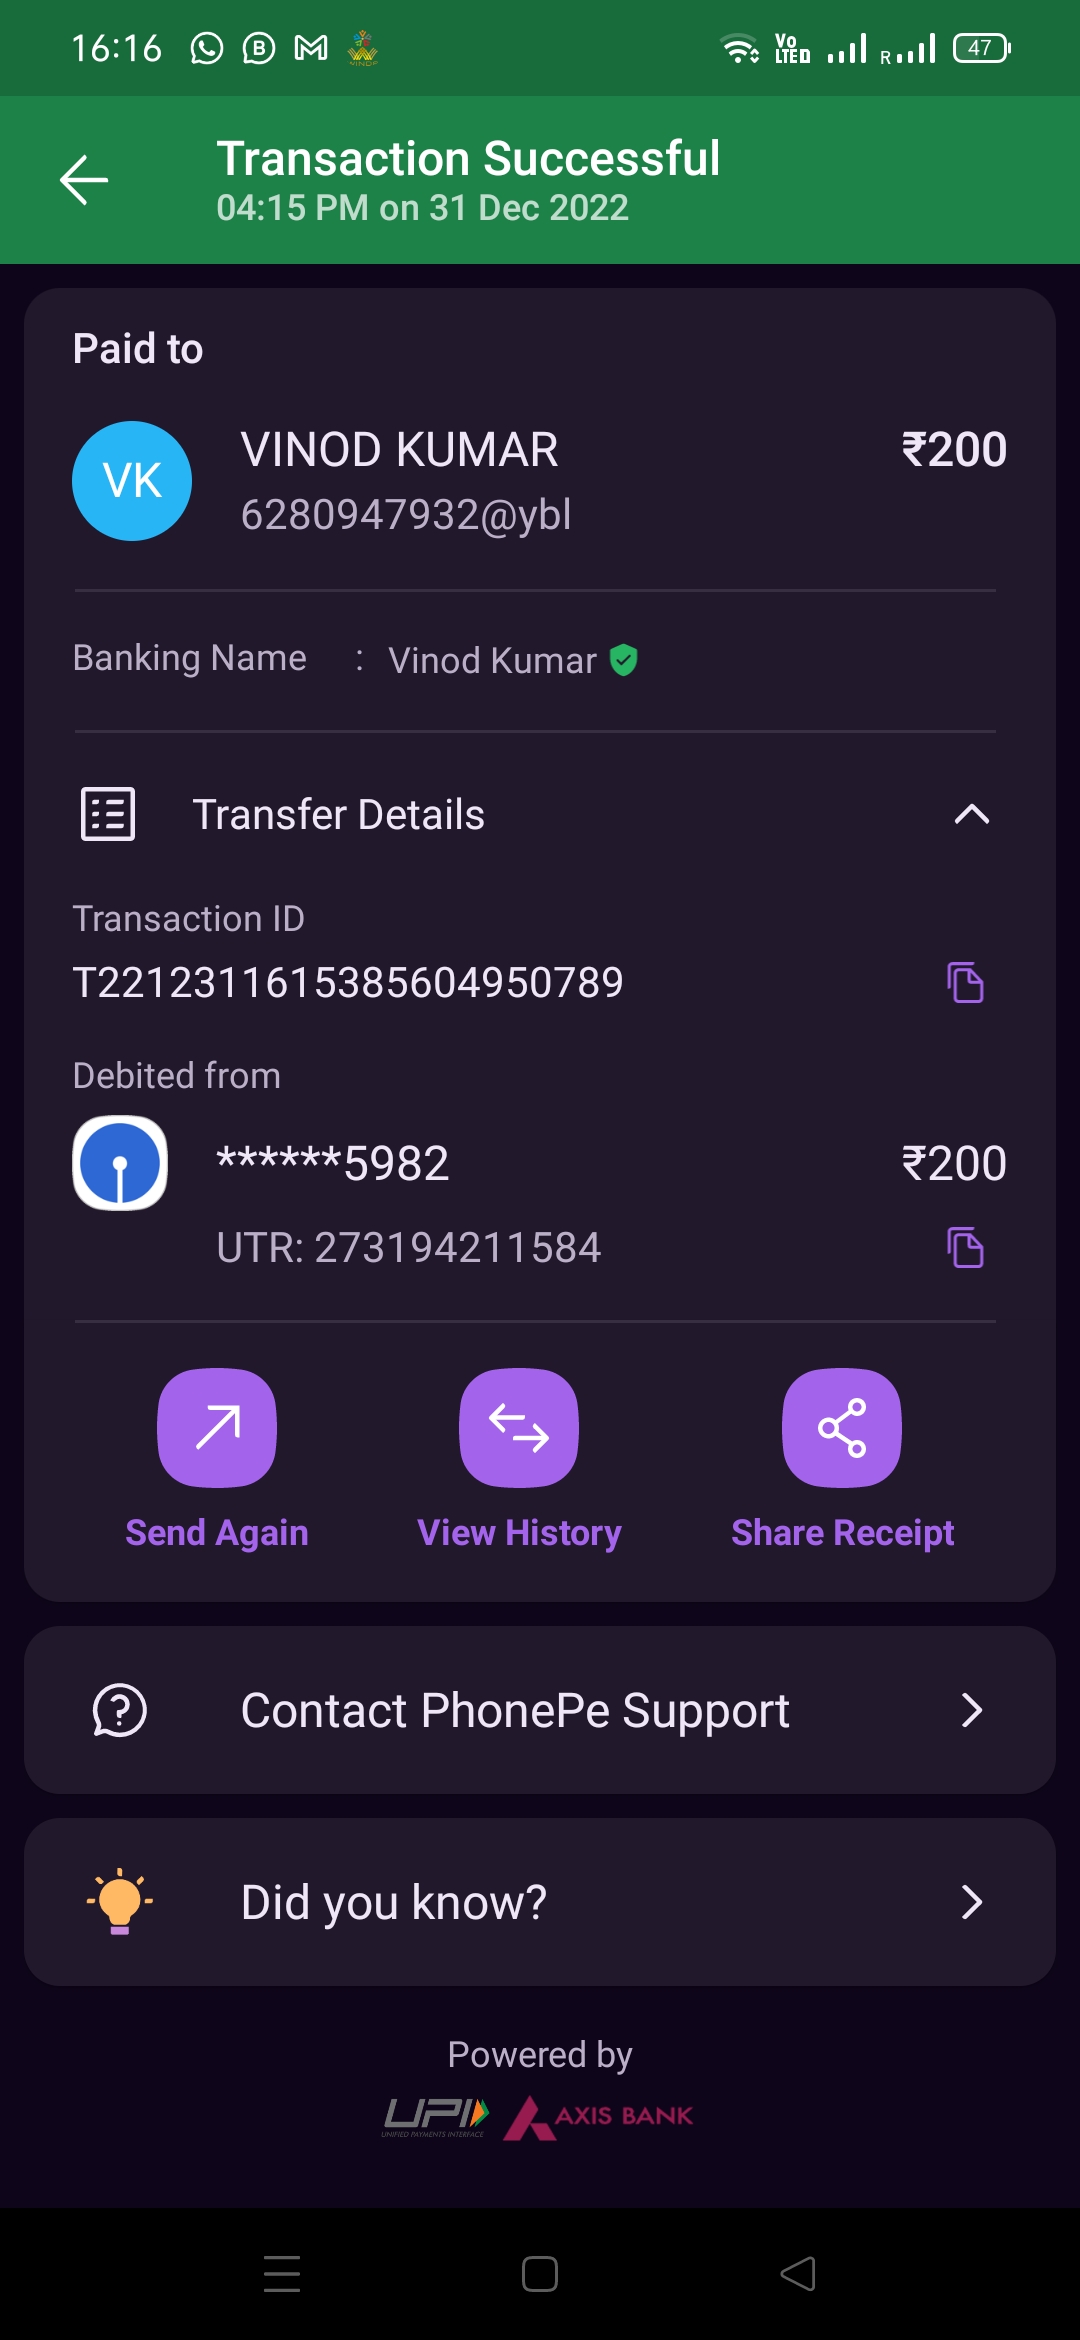 16:16
Vo LTED R 47
Transaction Successful
04:15 PM on 31 Dec 2022
Paid to
VK
VINOD KUMAR ₹200
6280947932@ybl
Banking Name : Vinod Kumar
Transfer Details
Transaction ID
T2212311615385604950789
Debited from
******5982 ₹200
UTR: 273194211584
Send Again View History Share Receipt
Contact PhonePe Support
Did you know?
Powered by
UPI AXIS BANK
UNIFIED PAYMENTS INTERFACE